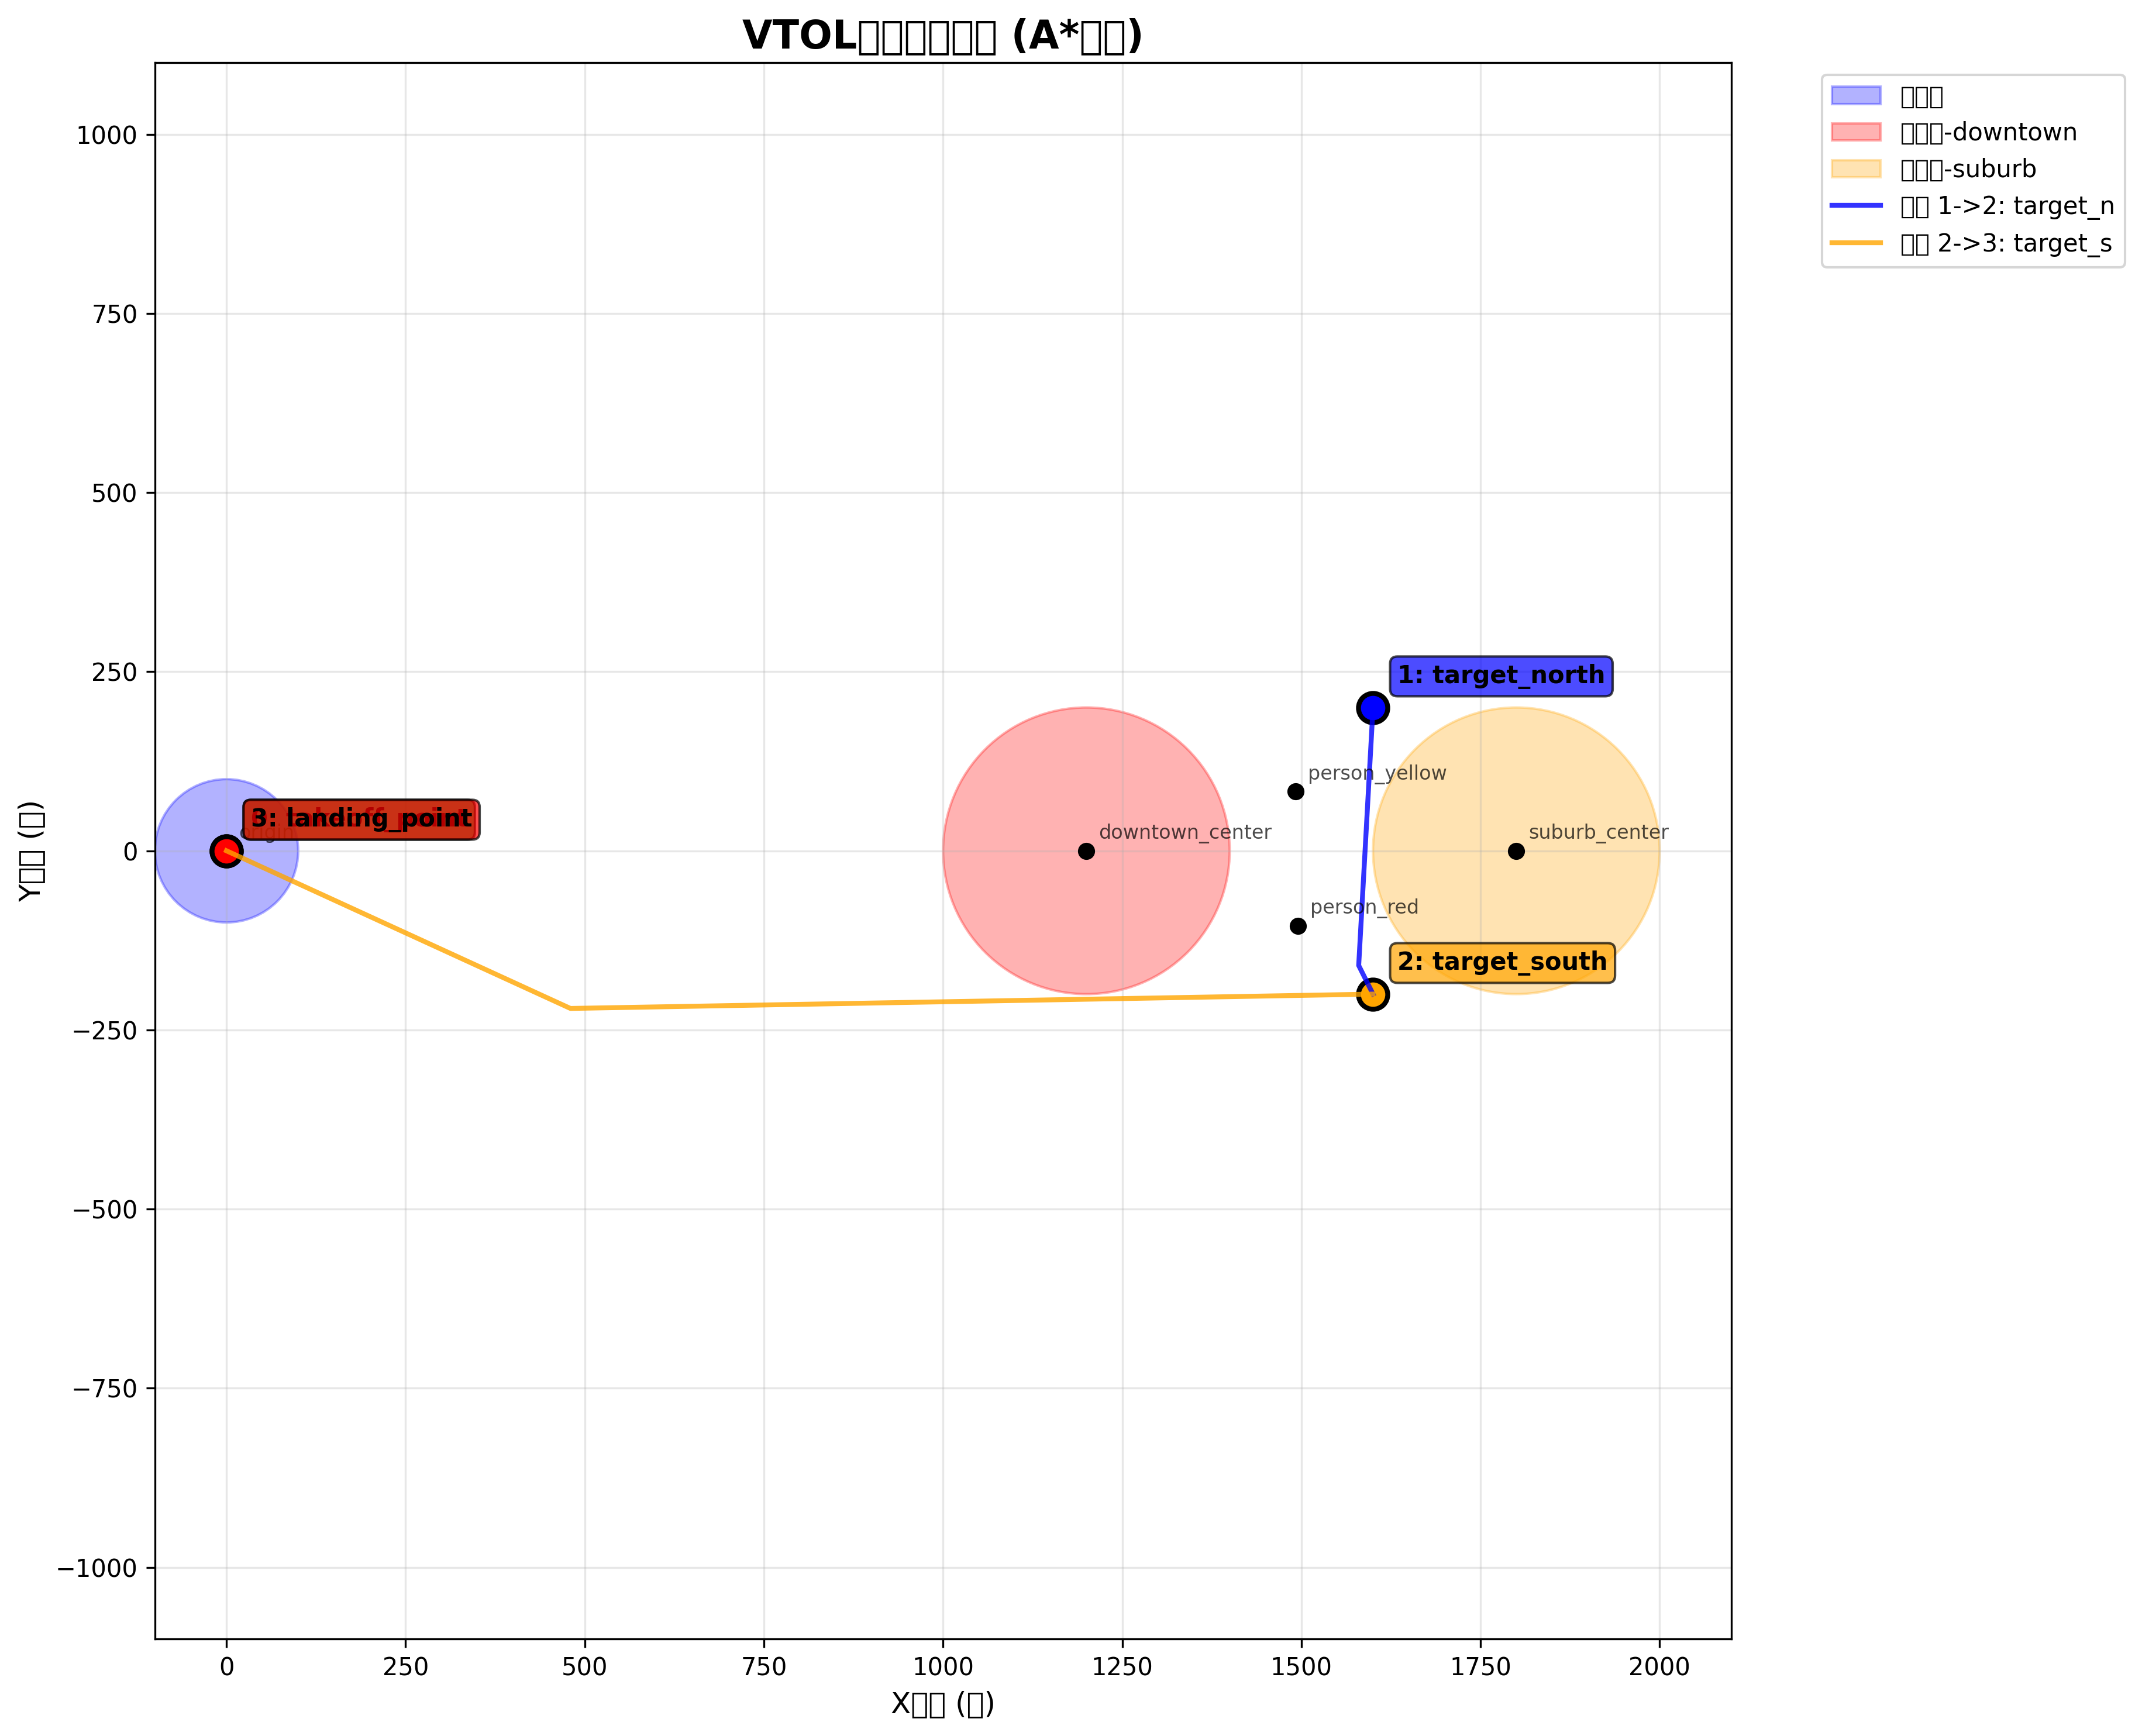 VTOL▯▯▯▯▯▯ (A*▯▯)
▯▯▯
▯▯▯-downtown
▯▯▯-suburb
▯▯ 1->2: target_n
▯▯ 2->3: target_s
1000
750
500
250
0
−250
−500
−750
−1000
Y▯▯ (▯)
1: target_north
person_yellow
3: landing_point
origin
downtown_center
suburb_center
person_red
2: target_south
0
250
500
750
1000
1250
1500
1750
2000
X▯▯ (▯)